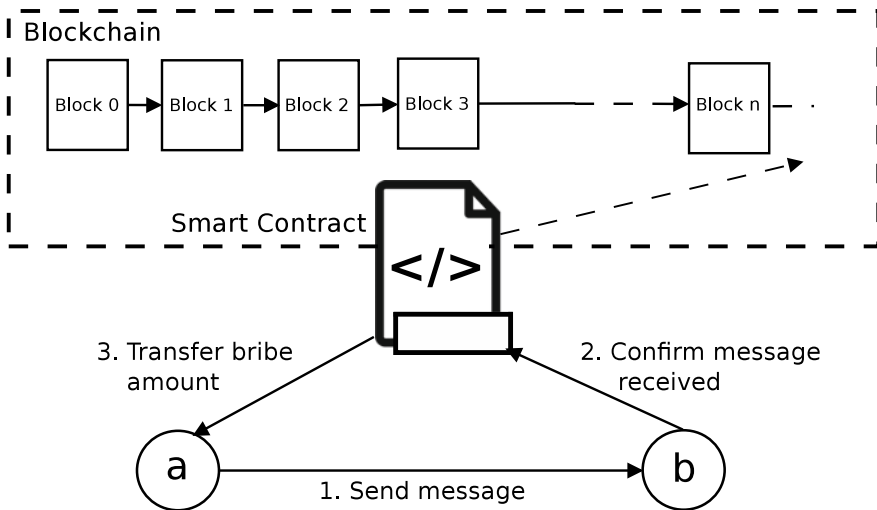 Blockchain
Block 0
Block 1
Block 2
Block 3
Block n
Smart Contract
</>
3. Transfer bribe
amount
2. Confirm message
received
a
b
1. Send message